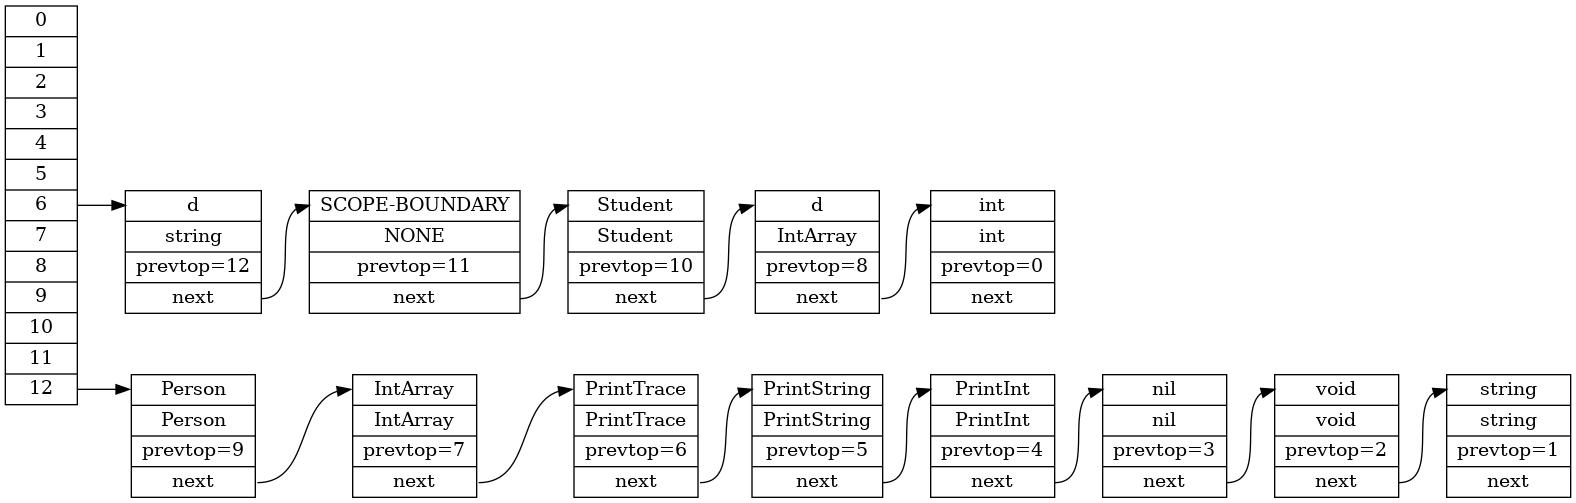 0
1
2
3
4
5
6
7
8
9
10
11
12
d
string
prevtop=12
next
SCOPE-BOUNDARY
NONE
prevtop=11
next
Student
Student
prevtop=10
next
d
IntArray
prevtop=8
next
int
int
prevtop=0
next
Person
Person
prevtop=9
next
IntArray
IntArray
prevtop=7
next
PrintTrace
PrintTrace
prevtop=6
next
PrintString
PrintString
prevtop=5
next
PrintInt
PrintInt
prevtop=4
next
nil
nil
prevtop=3
next
void
void
prevtop=2
next
string
string
prevtop=1
next